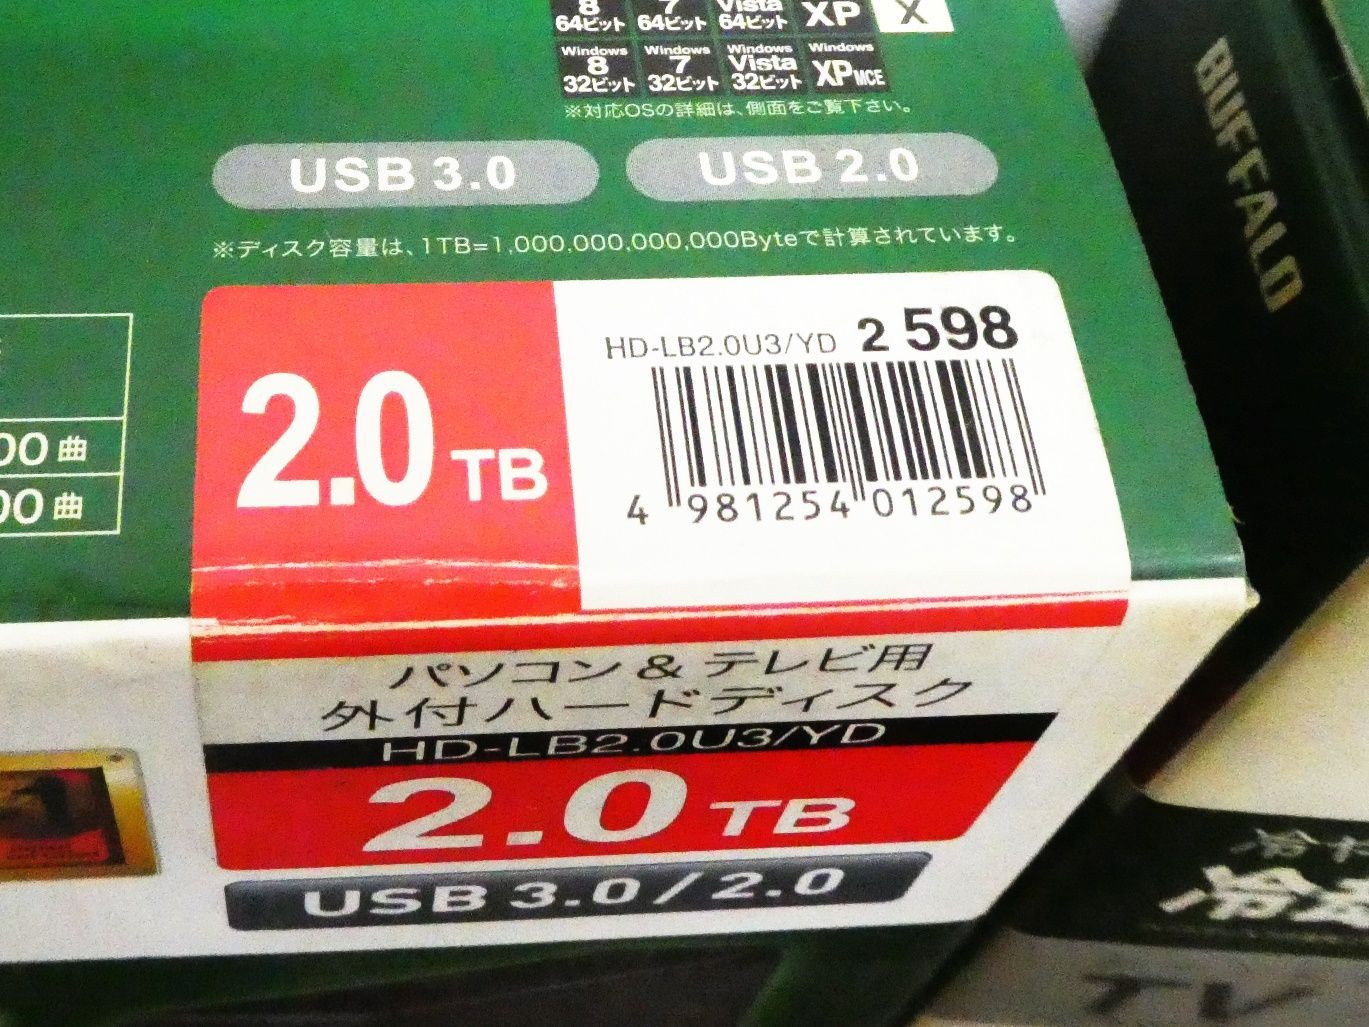 8 7 Vista XP X
64ビット 64ビット 64ビット
Windows Windows Windows Windows
8 7 Vista XP MCE
32ビット 32ビット 32ビット
※対応OSの詳細は、側面をご覧下さい。
BUFFALO
USB 3.0 USB 2.0
※ディスク容量は、1TB=1,000,000,000,000Byteで計算されています。
2.0 TB
HD-LB2.0U3/YD 2 598
4 981254 012598
00 曲
00 曲
パソコン & テレビ用
外付ハードディスク
HD-LB2.0U3/YD
2.0 TB
USB 3.0 / 2.0
TV